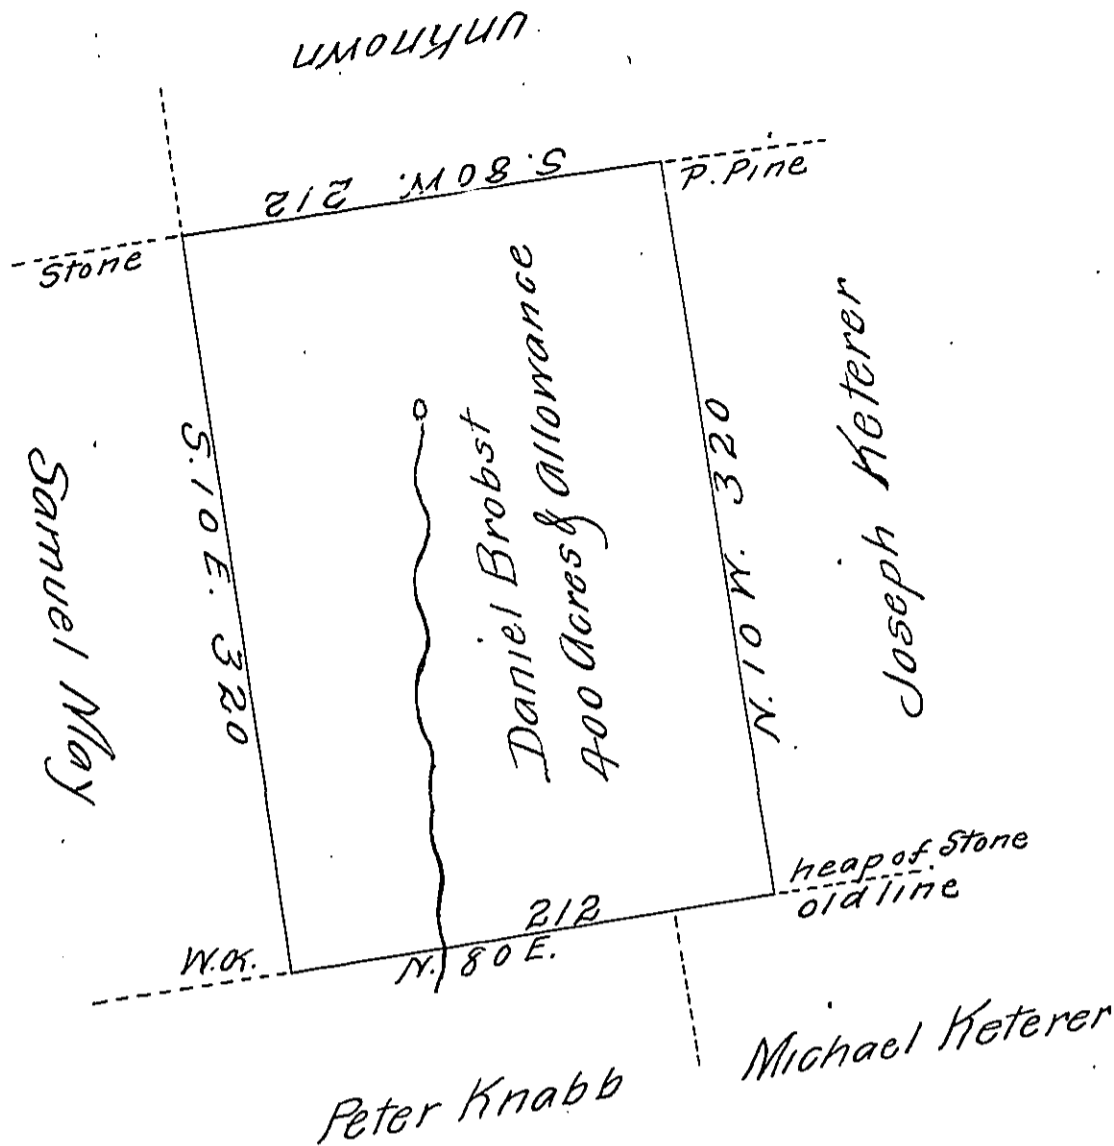 unknown
S. 80 W. 212
P. Pine
Stone
Samuel May
S. 10 E. 320
Daniel Brobst
400 Acres & allowance
N. 10 W. 320
Joseph Keterer
heap of Stone
old line
212
N. 80 E.
W.O.
Peter Knabb
Michael Keterer